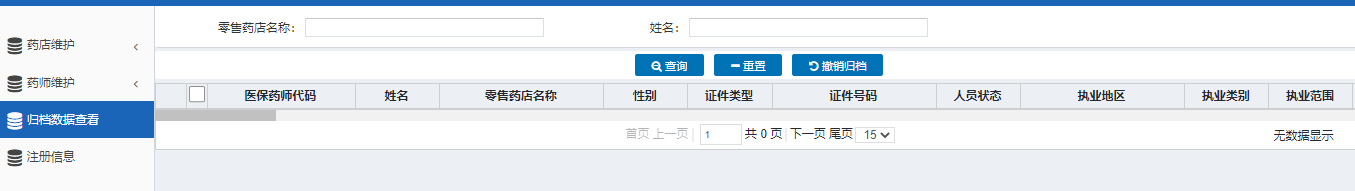 零售药店名称： 姓名：
药店维护
药师维护
归档数据查看
注册信息
查询 重置 撤销归档
医保药师代码 姓名 零售药店名称 性别 证件类型 证件号码 人员状态 执业地区 执业类别 执业范围
首页 上一页 | 1 共 0 页 | 下一页 尾页 15 无数据显示